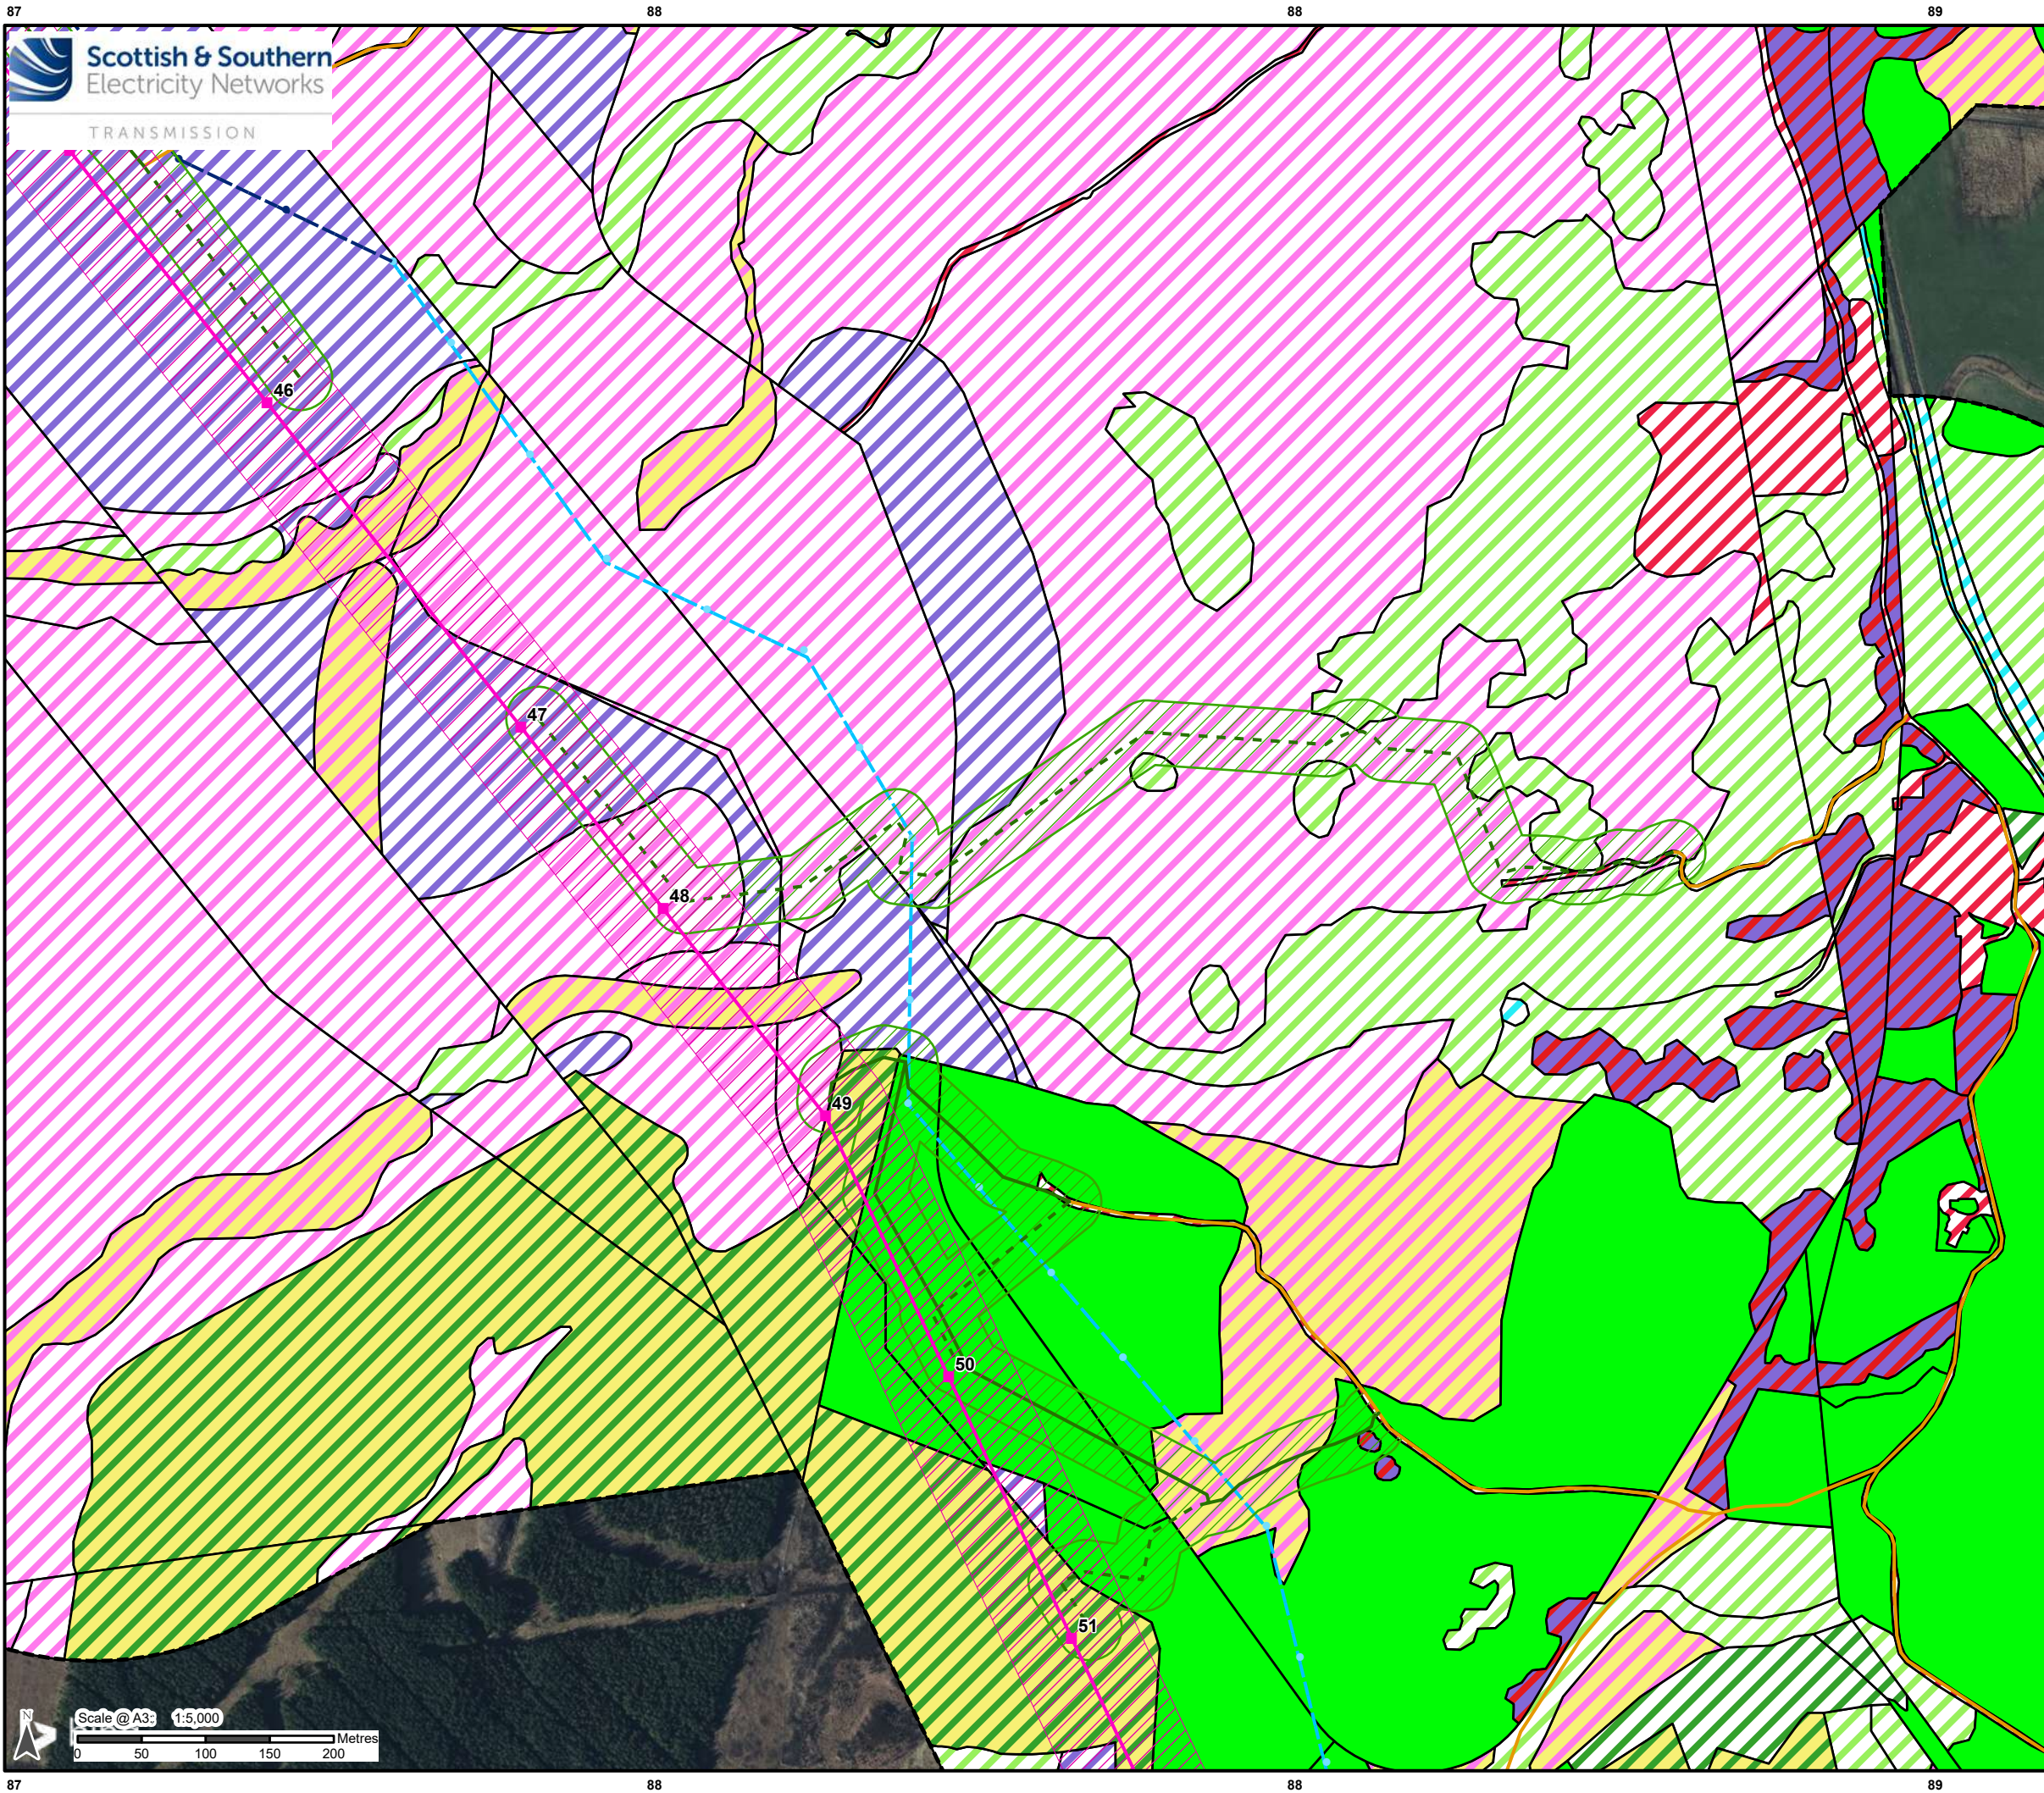 87 88 88 89
Scottish & Southern
Electricity Networks
TRANSMISSION
46
47
48
49
50
51
N
Scale @ A3: 1:5,000
Metres
0 50 100 150 200
87 88 88 89